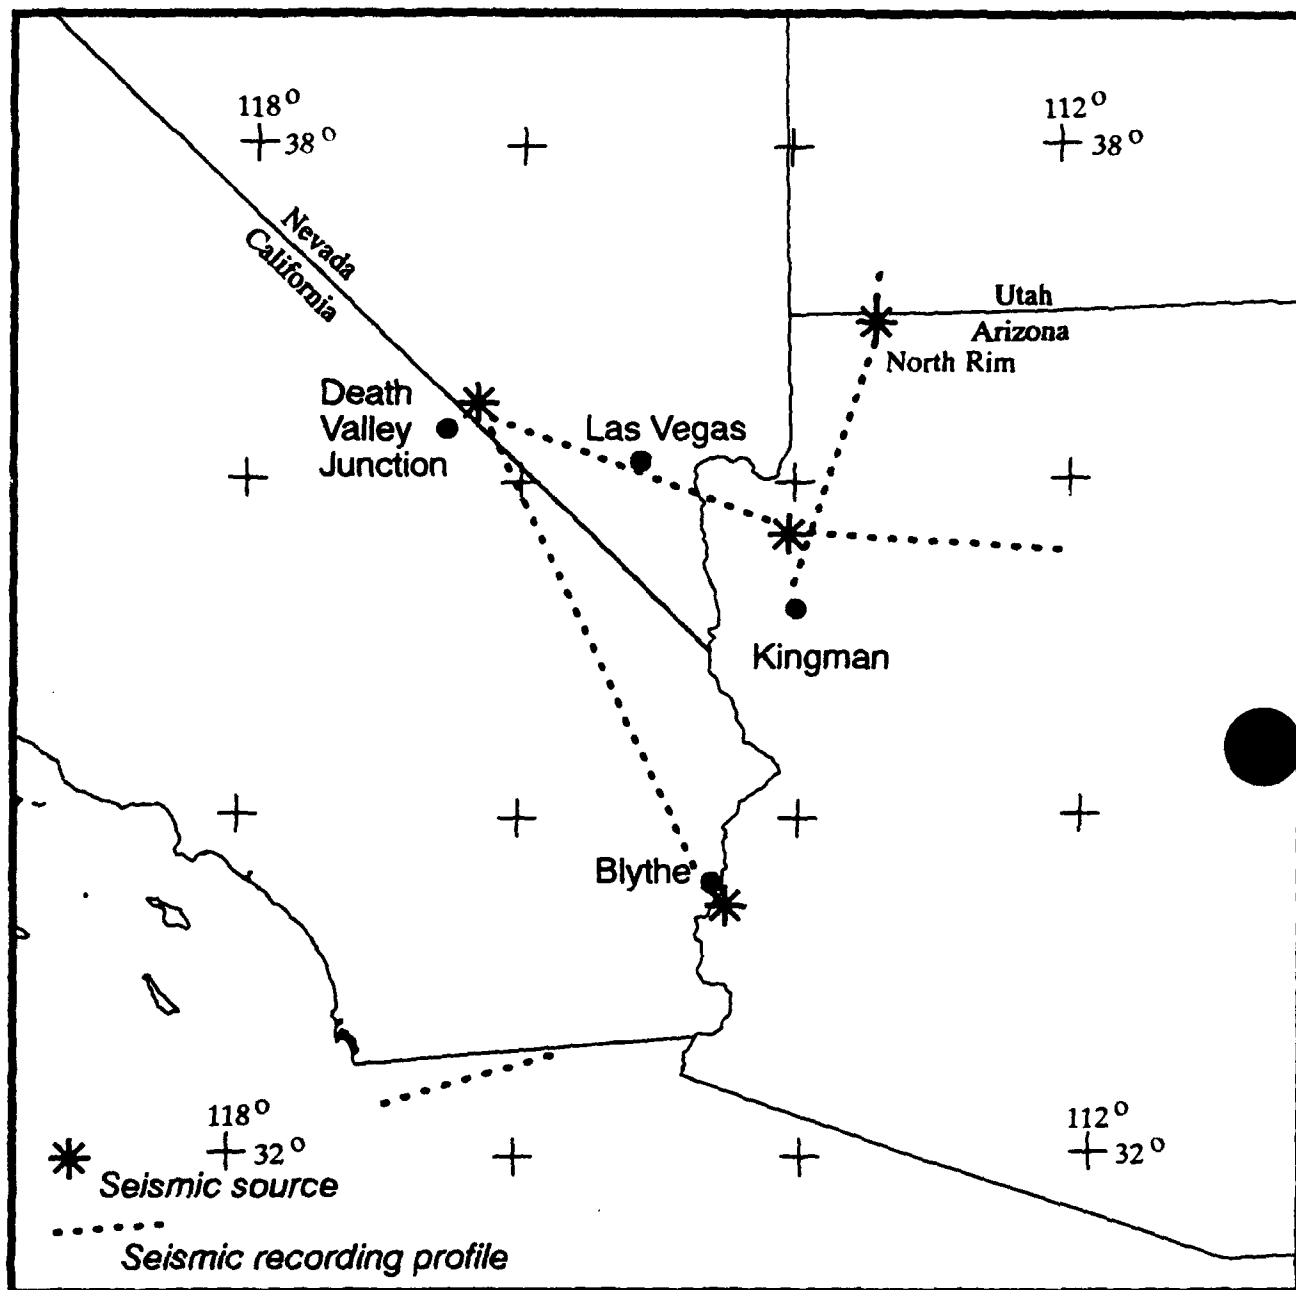 118° 112°
38° 38°
Nevada
California
Utah
Arizona
North Rim
Death
Valley
Junction
Las Vegas
Kingman
Blythe
118° 112°
32° 32°
Seismic source
Seismic recording profile